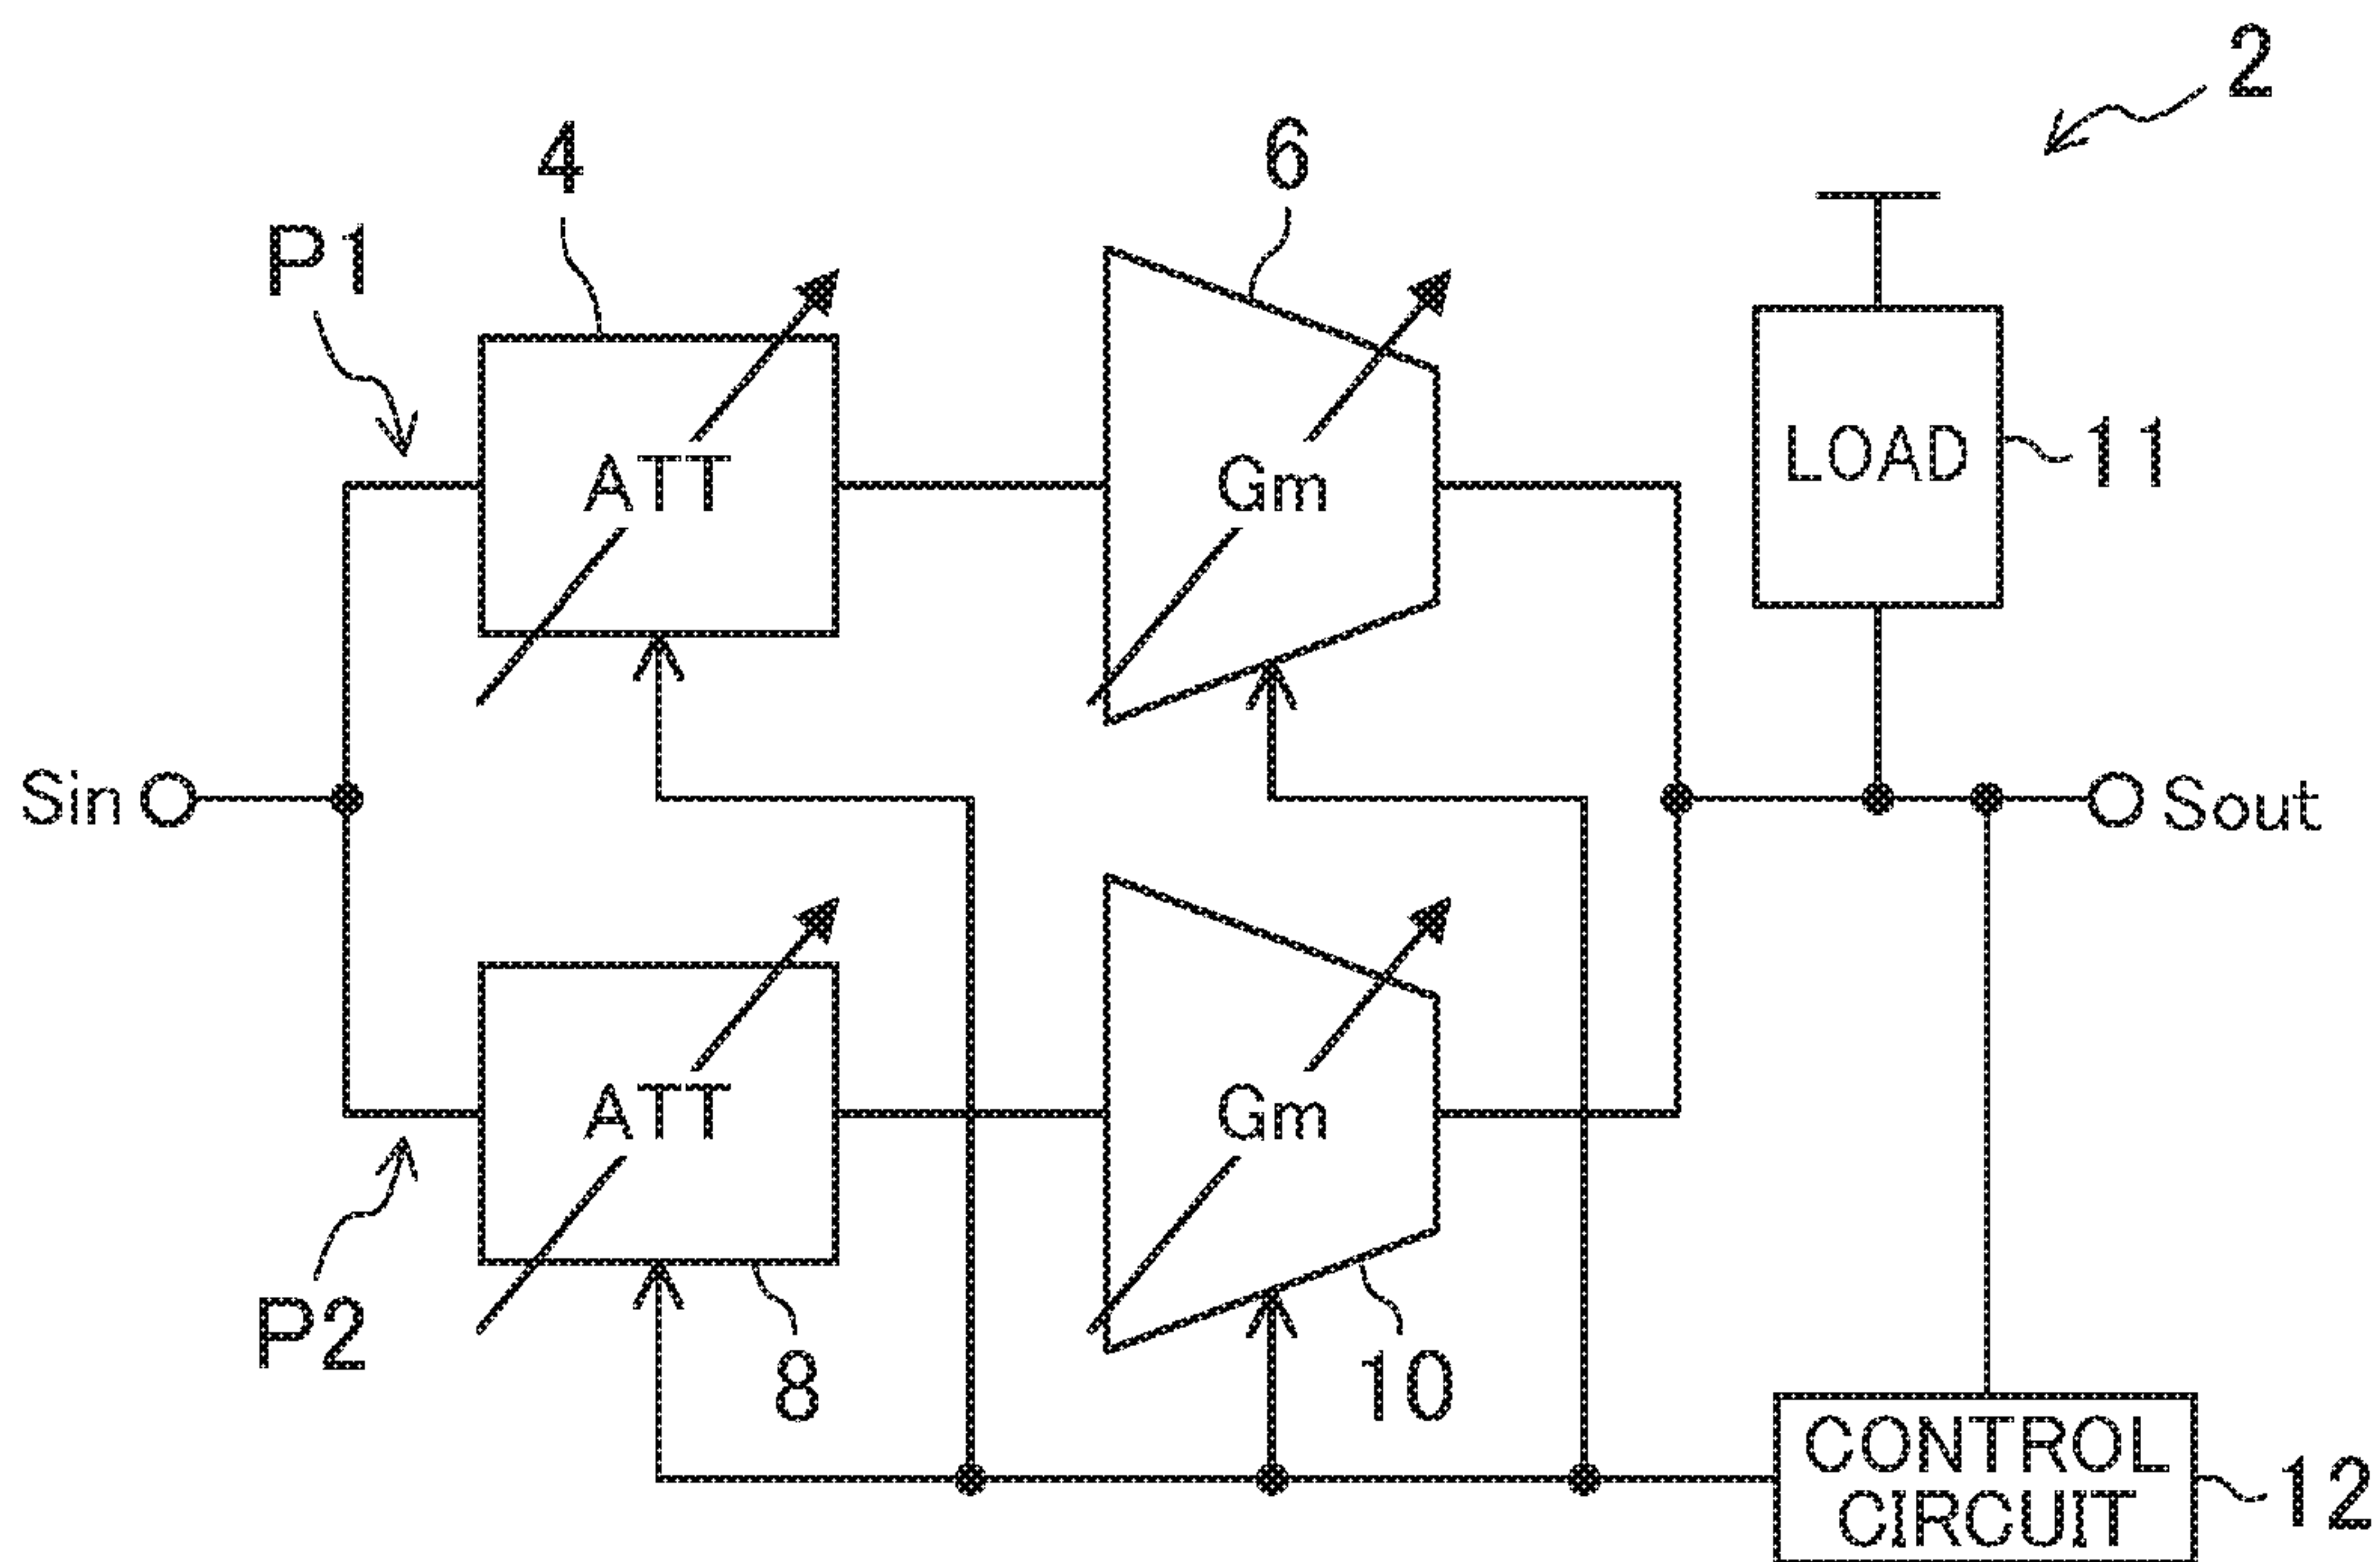 2
4
6
P1
ATT
Gm
LOAD
11
Sin
Sout
ATT
Gm
P2
8
10
CONTROL
CIRCUIT
12